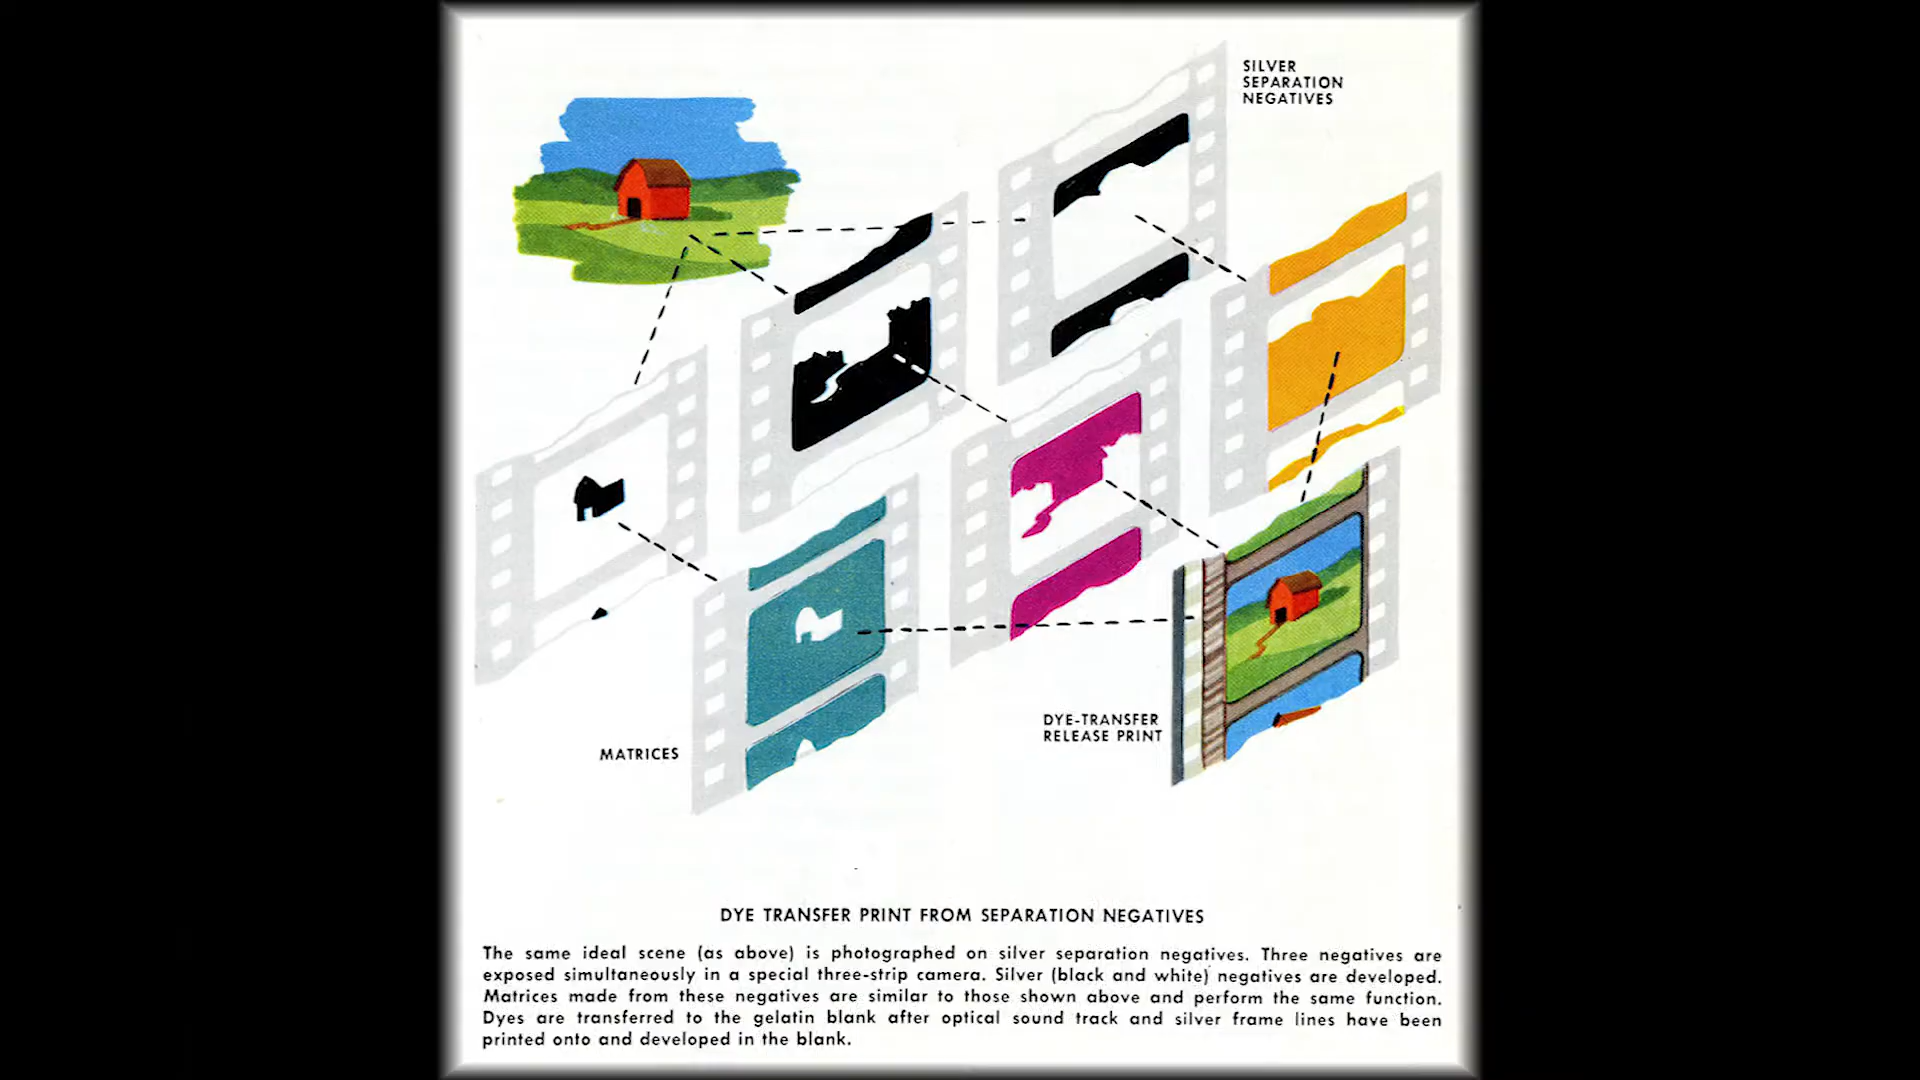 SILVER
SEPARATION
NEGATIVES
DYE-TRANSFER
RELEASE PRINT
MATRICES
DYE TRANSFER PRINT FROM SEPARATION NEGATIVES
The same ideal scene (as above) is photographed on silver separation negatives. Three negatives are
exposed simultaneously in a special three-strip camera. Silver (black and white) negatives are developed.
Matrices made from these negatives are similar to those shown above and perform the same function.
Dyes are transferred to the gelatin blank after optical sound track and silver frame lines have been
printed onto and developed in the blank.